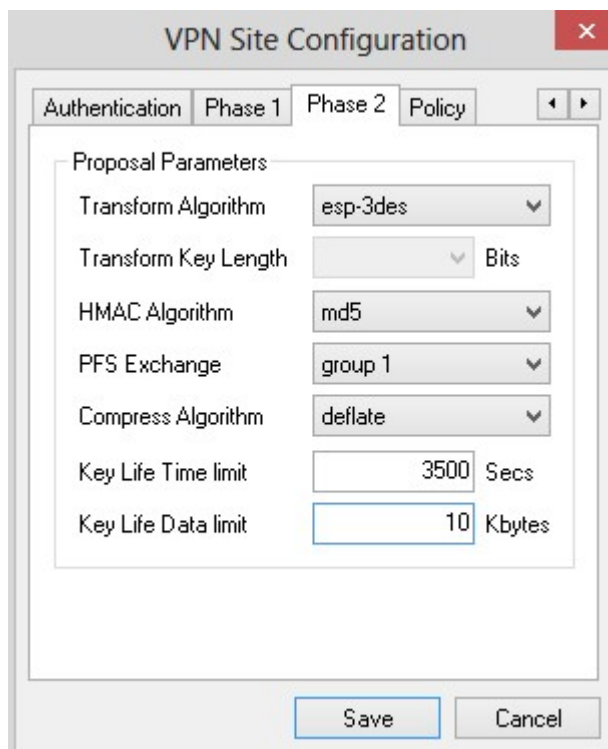 VPN Site Configuration
Authentication Phase 1 Phase 2 Policy
Proposal Parameters
Transform Algorithm esp-3des
Transform Key Length Bits
HMAC Algorithm md5
PFS Exchange group 1
Compress Algorithm deflate
Key Life Time limit 3500 Secs
Key Life Data limit 10 Kbytes
Save Cancel